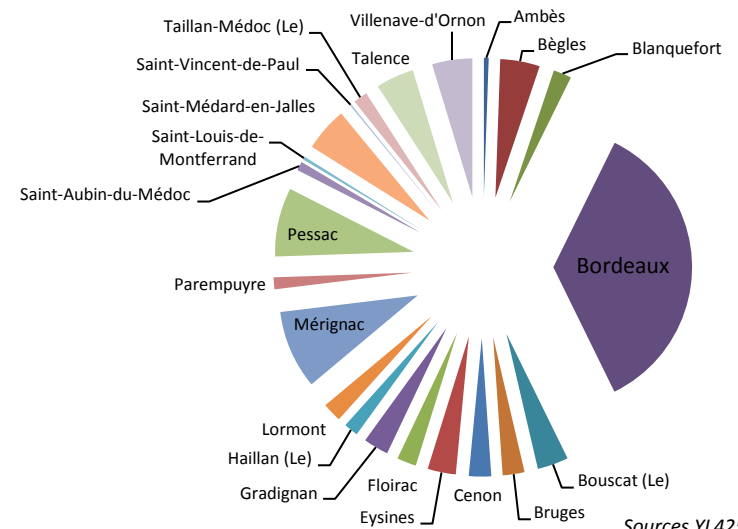 Ambès
Bègles
Blanquefort
Bordeaux
Bouscat (Le)
Bruges
Cenon
Eysines
Floirac
Gradignan
Haillan (Le)
Lormont
Mérignac
Parempuyre
Pessac
Saint-Aubin-du-Médoc
Saint-Louis-de-
Montferrand
Saint-Médard-en-Jalles
Saint-Vincent-de-Paul
Taillan-Médoc (Le)
Talence
Villenave-d'Ornon
Sources YL42